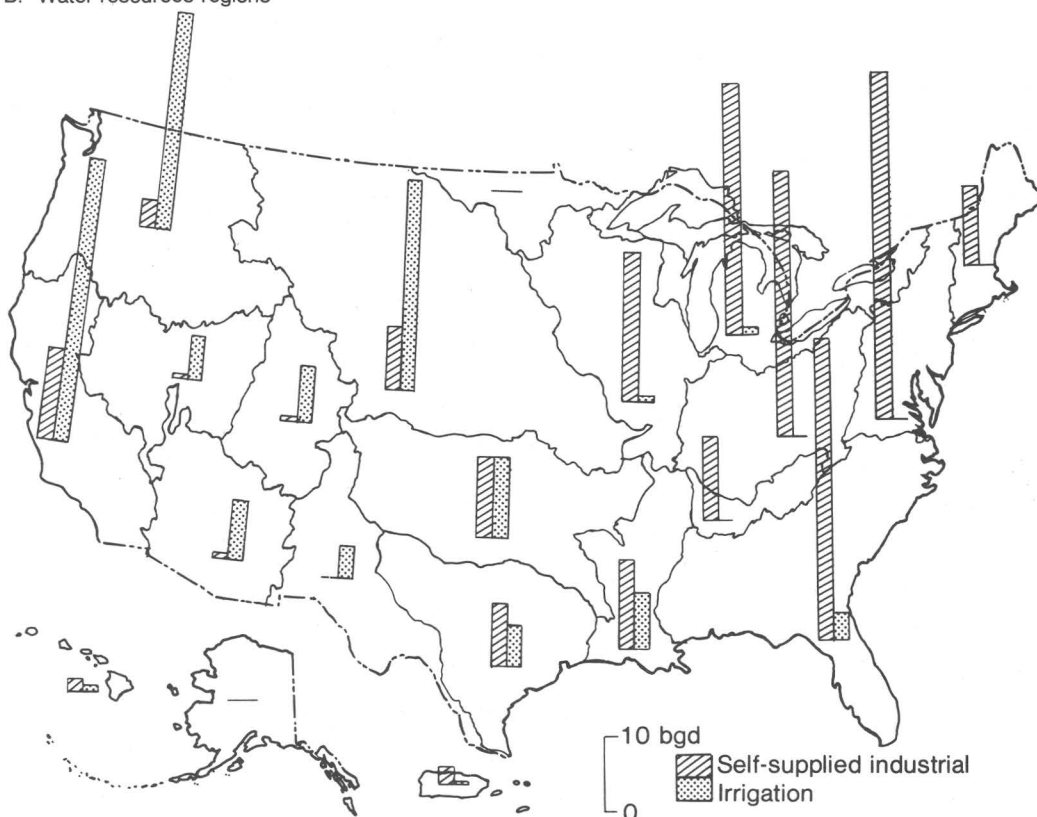 B. Water resources regions
10 bgd
0
Self-supplied industrial
Irrigation